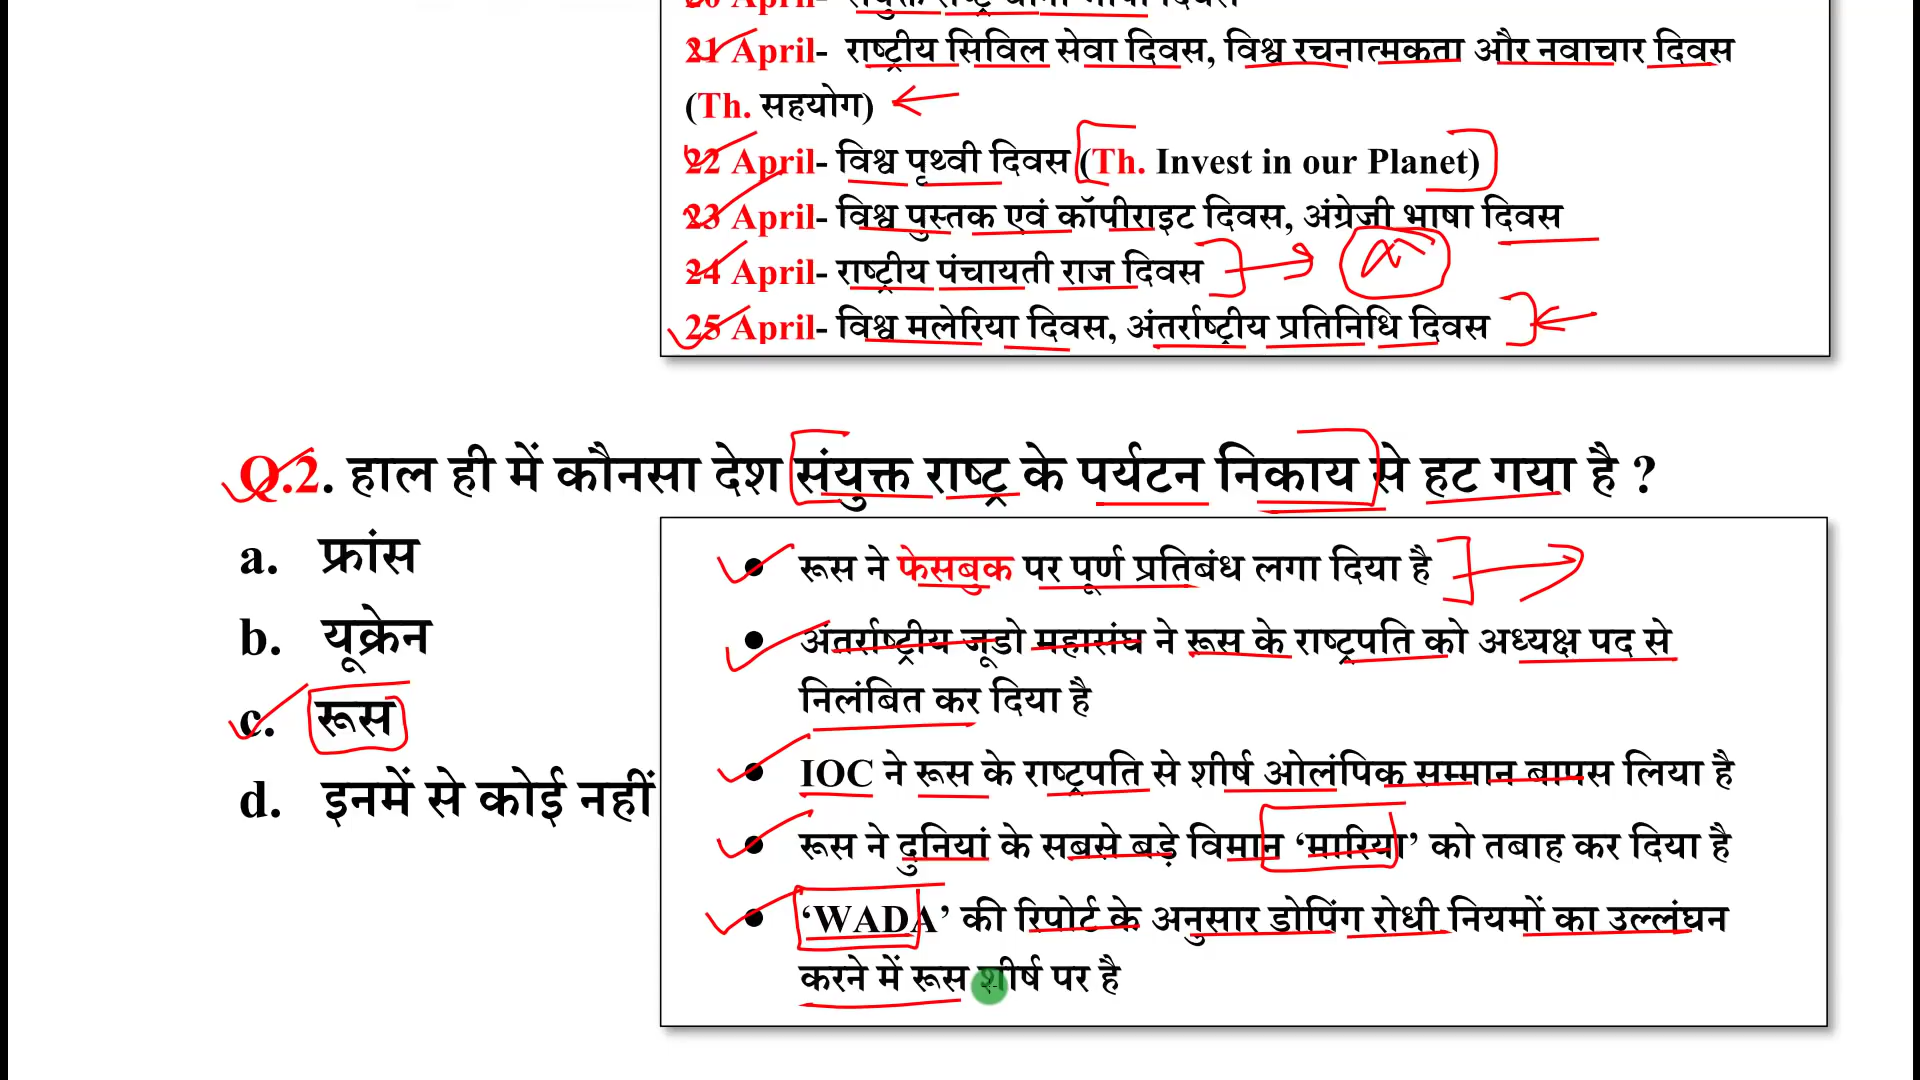 20 April- संयुक्त राष्ट्र चीनी भाषा दिवस
21 April- राष्ट्रीय सिविल सेवा दिवस, विश्व रचनात्मकता और नवाचार दिवस
(Th. सहयोग)
22 April- विश्व पृथ्वी दिवस (Th. Invest in our Planet)
23 April- विश्व पुस्तक एवं कॉपीराइट दिवस, अंग्रेजी भाषा दिवस
24 April- राष्ट्रीय पंचायती राज दिवस
25 April- विश्व मलेरिया दिवस, अंतर्राष्ट्रीय प्रतिनिधि दिवस
Q.2. हाल ही में कौनसा देश संयुक्त राष्ट्र के पर्यटन निकाय से हट गया है ?
a. फ्रांस
b. यूक्रेन
c. रूस
d. इनमें से कोई नहीं
• रूस ने फेसबुक पर पूर्ण प्रतिबंध लगा दिया है
• अंतर्राष्ट्रीय जूडो महासंघ ने रूस के राष्ट्रपति को अध्यक्ष पद से
निलंबित कर दिया है
• IOC ने रूस के राष्ट्रपति से शीर्ष ओलंपिक सम्मान बापस लिया है
• रूस ने दुनियां के सबसे बड़े विमान ‘मारिया’ को तबाह कर दिया है
• ‘WADA’ की रिपोर्ट के अनुसार डोपिंग रोधी नियमों का उल्लंघन
करने में रूस शीर्ष पर है